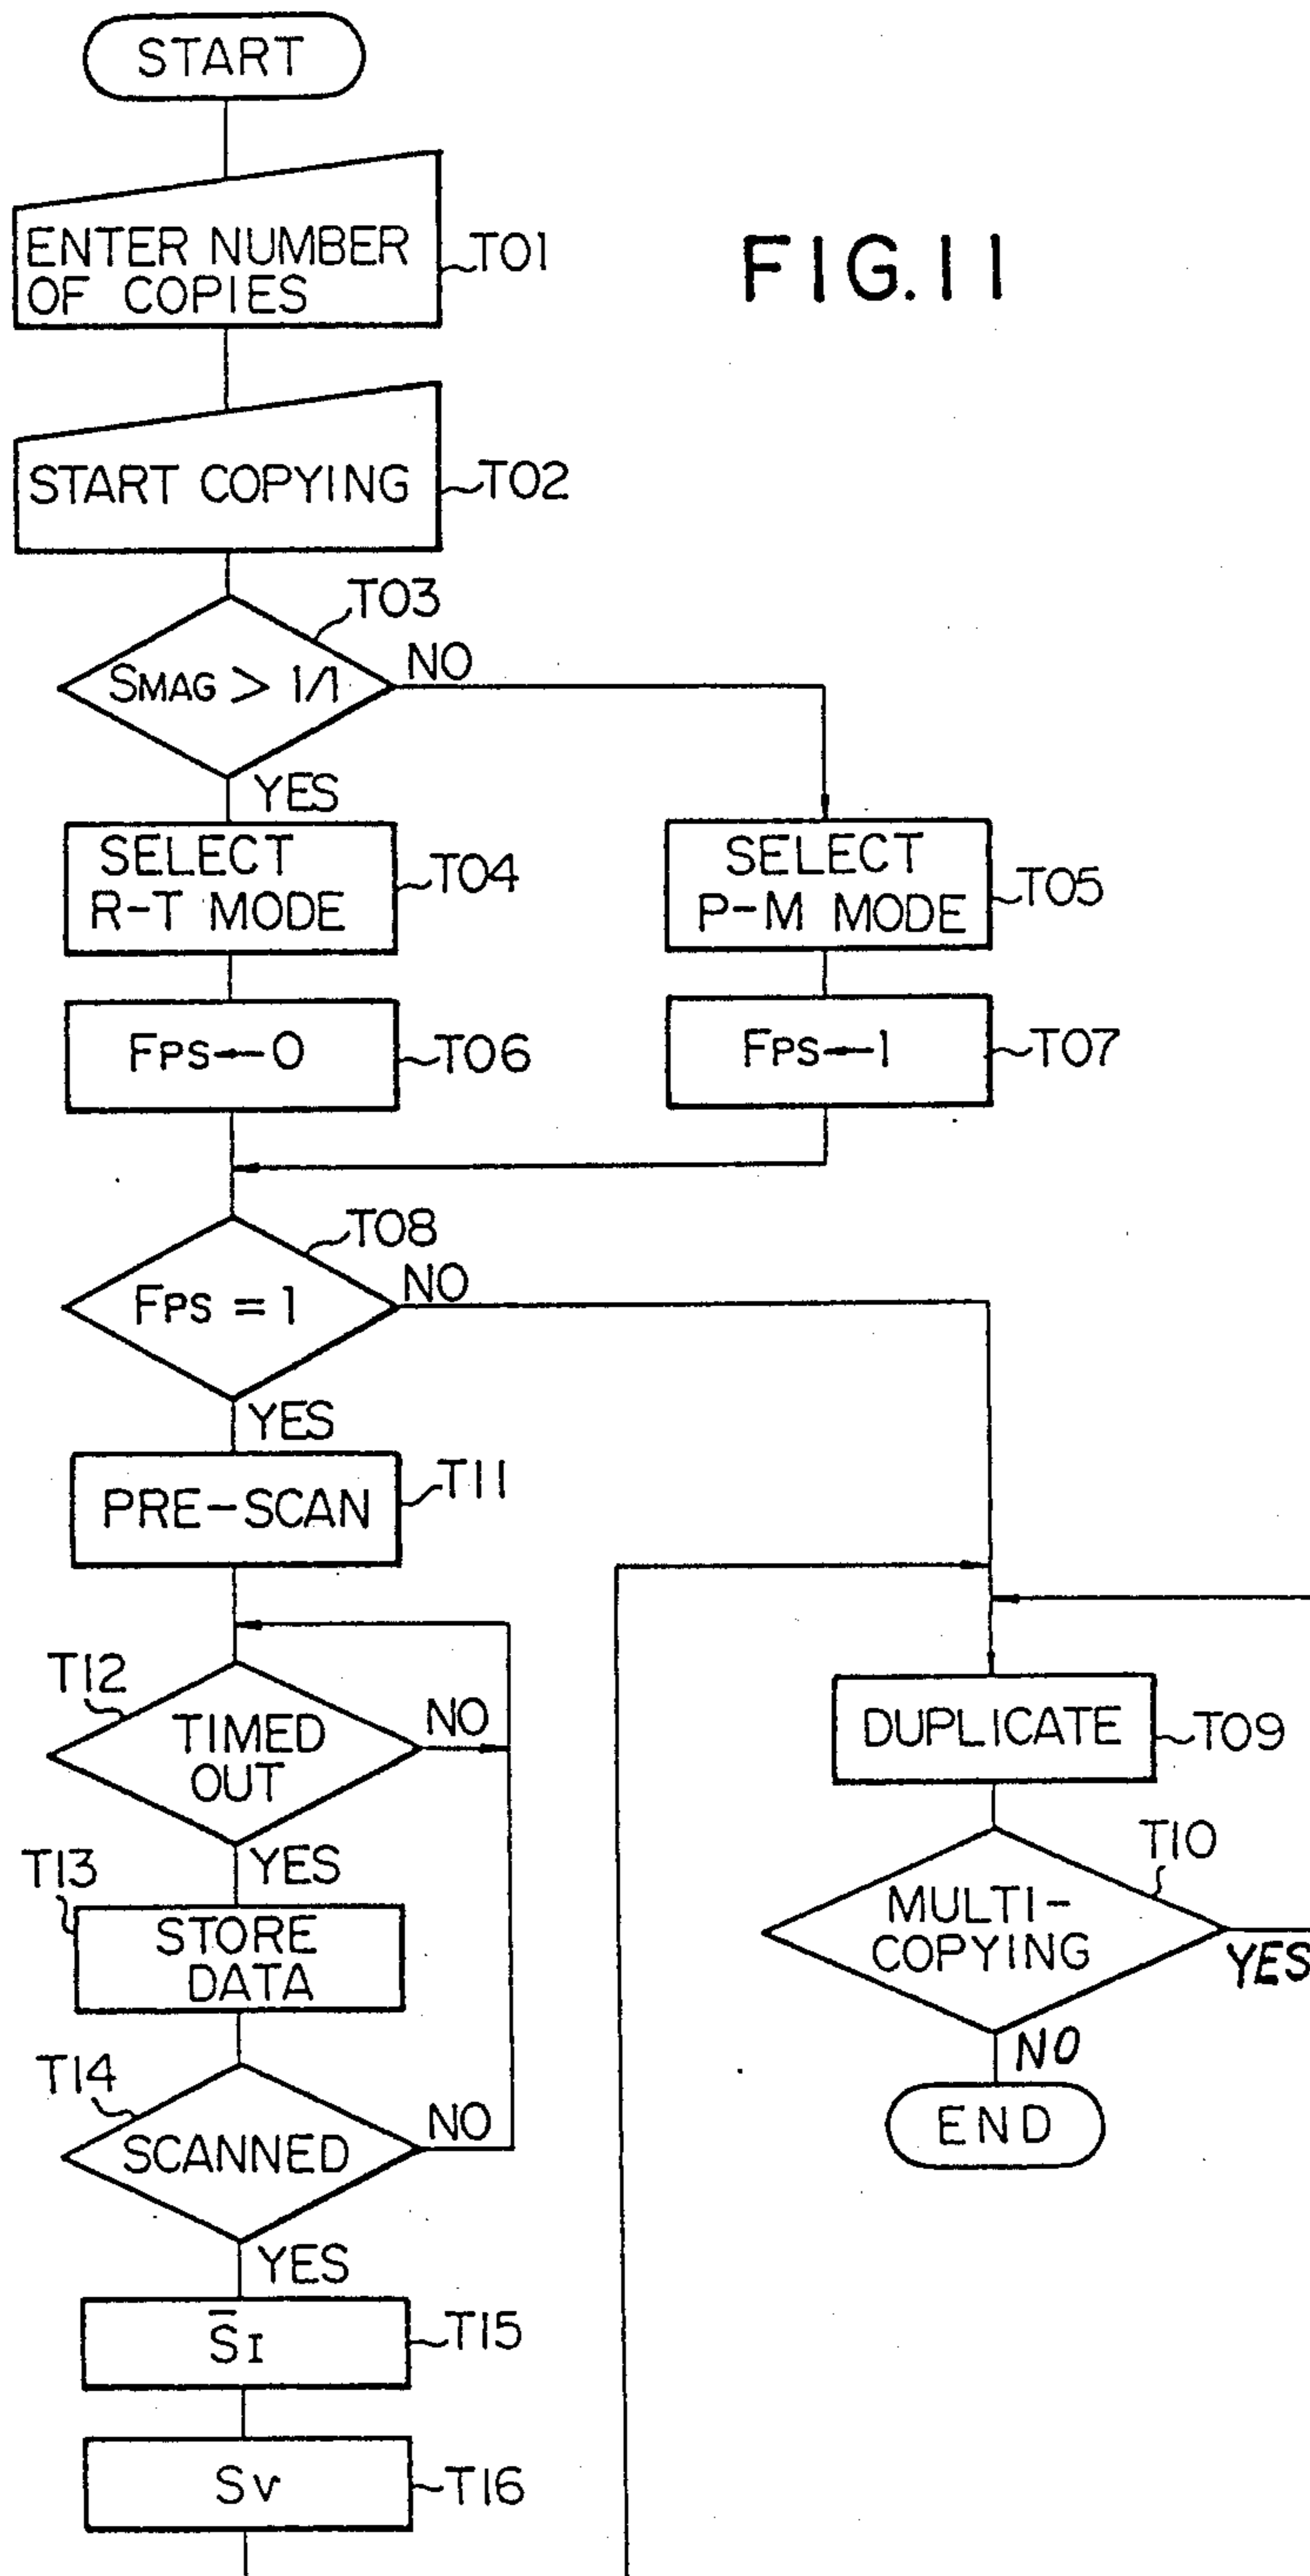 START
ENTER NUMBER
OF COPIES
T01
FIG.11
START COPYING
T02
T03
SMAG > 1/1
NO
YES
SELECT
R-T MODE
T04
SELECT
P-M MODE
T05
FPS←0
T06
FPS←1
T07
T08
FPS = 1
NO
YES
PRE-SCAN
T11
T12
TIMED
OUT
NO
YES
T13
STORE
DATA
T14
SCANNED
NO
YES
S̄I
T15
SV
T16
DUPLICATE
T09
T10
MULTI-
COPYING
YES
NO
END